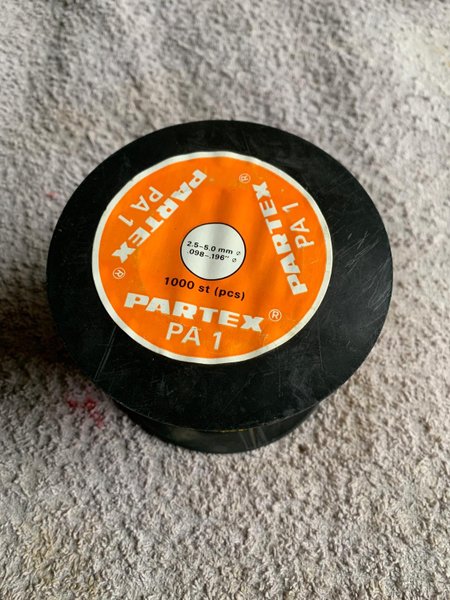 PARTEX®
PA 1
PARTEX®
PA 1
2.5-5.0 mm ⌀
.098-.196" ⌀
1000 st (pcs)
PARTEX®
PA 1